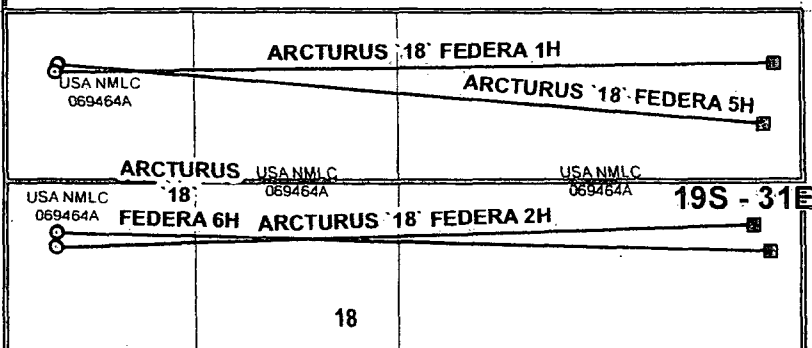 ARCTURUS `18` FEDERA 1H
USA NMLC
069464A
ARCTURUS `18` FEDERA 5H
ARCTURUS
`18`
FEDERA 6H
USA NMLC
069464A
USA NMLC
069464A
19S - 31E
USA NMLC
069464A
ARCTURUS `18` FEDERA 2H
18